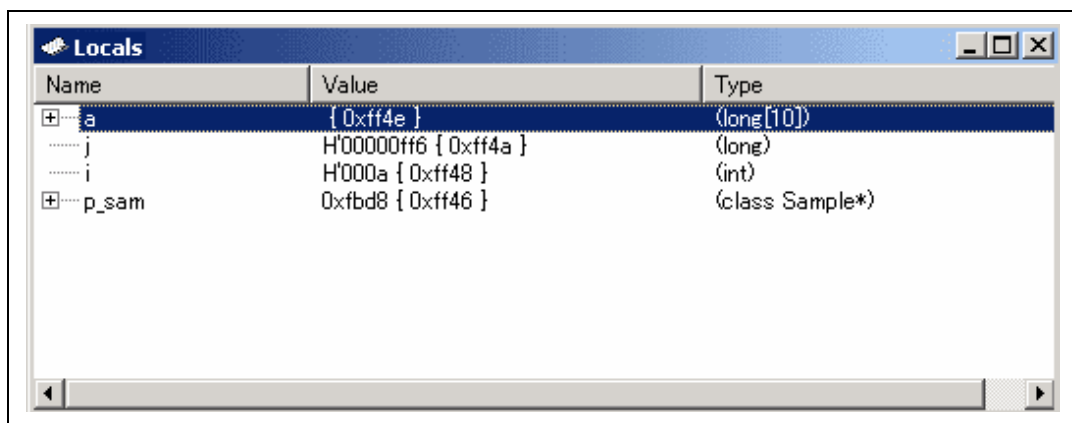 Locals
Name Value Type
a { 0xff4e } (long[10])
j H'00000ff6 { 0xff4a } (long)
i H'000a { 0xff48 } (int)
p_sam 0xfbd8 { 0xff46 } (class Sample*)